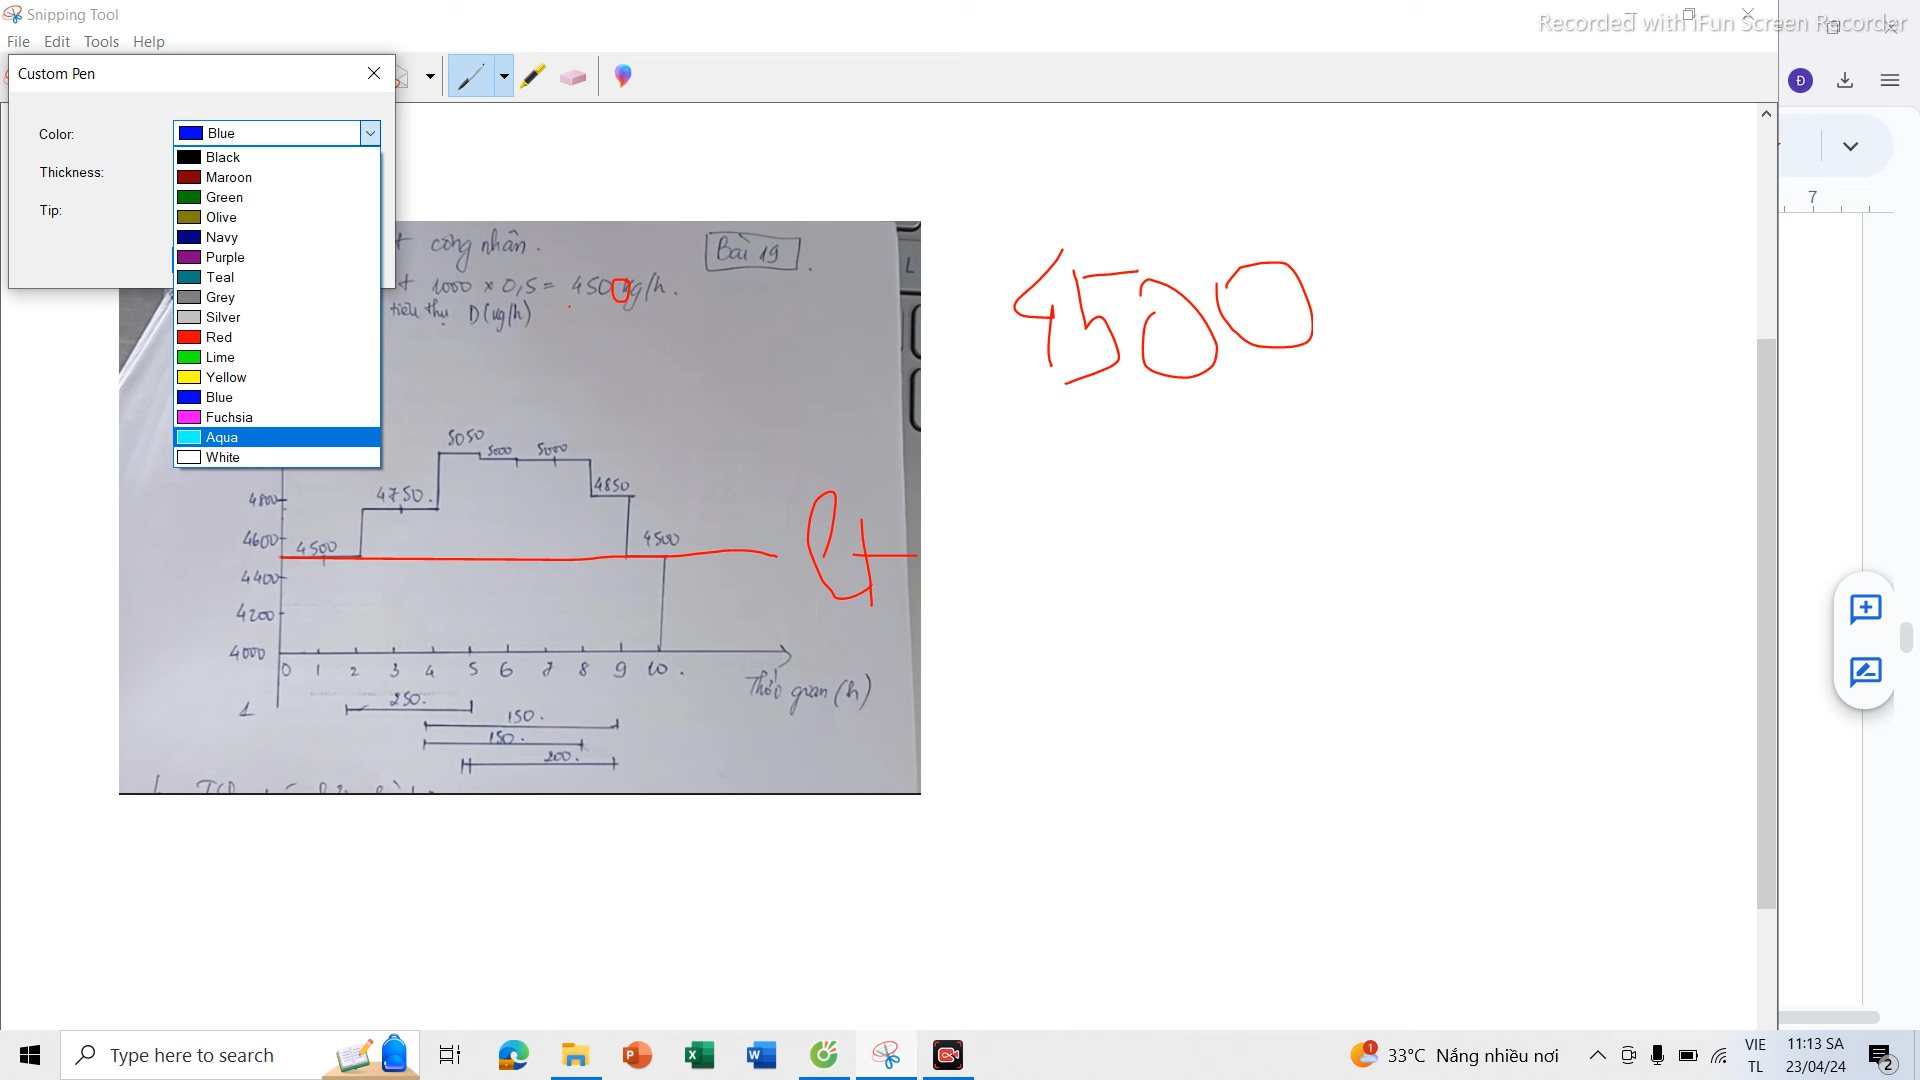 Snipping Tool
Recorded with iFun Screen Recorder
File Edit Tools Help
Custom Pen
Color:
Blue
Thickness:
Tip:
Black
Maroon
Green
Olive
Navy
Purple
Teal
Grey
Silver
Red
Lime
Yellow
Blue
Fuchsia
Aqua
White
Đ
7
L
công nhân.
Bài 19
1000 × 0,5 = 4500 kg/h.
tiêu thụ D(kg/h)
4500
5050
5000 5000
4750.
4850
4800
4600
4500
4500
4400
4200
4000
0 1 2 3 4 5 6 7 8 9 10.
Thời gian (h)
250.
150.
150.
200.
Type here to search
1
33°C Nắng nhiều nơi
VIE
TL
11:13 SA
23/04/24
2